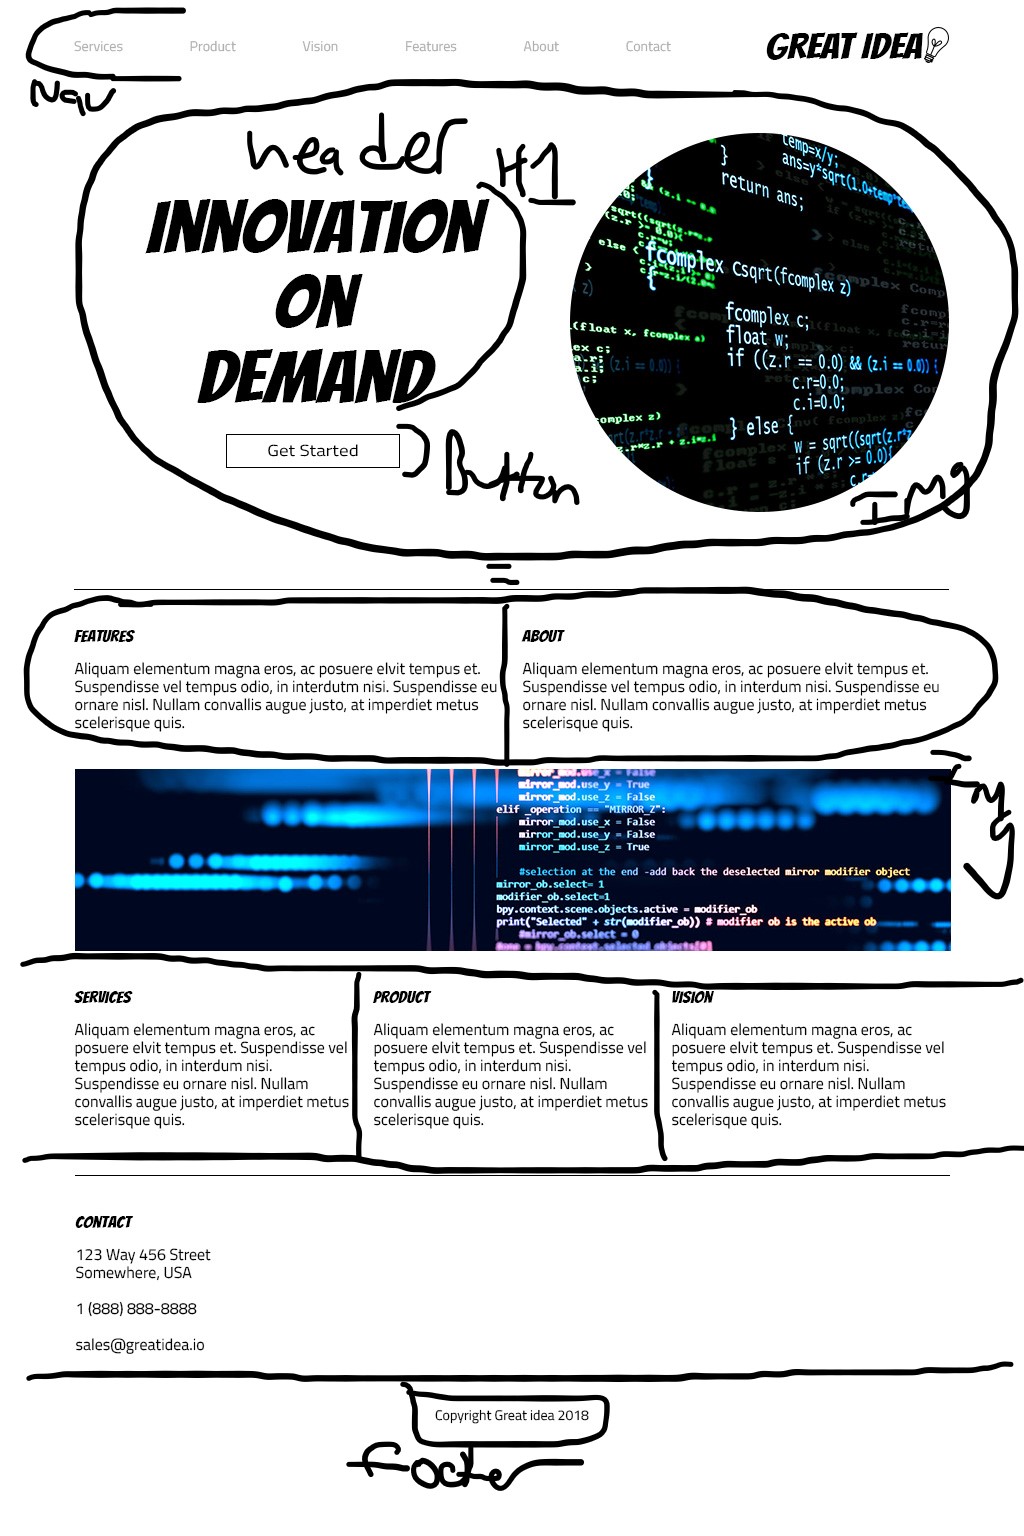 Services Product Vision Features About Contact GREAT IDEA
Nav
header
H1
INNOVATION
ON
DEMAND
Get Started
Button
temp=x/y;
}
return ans;
fcomplex Csqrt(fcomplex z)
{
fcomplex c;
float w;
if ((z.r == 0.0) && (z.i == 0.0)) {
c.r=0.0;
c.i=0.0;
} else {
Img
FEATURES
Aliquam elementum magna eros, ac posuere elvit tempus et.
Suspendisse vel tempus odio, in interdutm nisi. Suspendisse eu
ornare nisl. Nullam convallis augue justo, at imperdiet metus
scelerisque quis.
ABOUT
Aliquam elementum magna eros, ac posuere elvit tempus et.
Suspendisse vel tempus odio, in interdum nisi. Suspendisse eu
ornare nisl. Nullam convallis augue justo, at imperdiet metus
scelerisque quis.
Img
mirror_mod.use_x = False
mirror_mod.use_y = True
mirror_mod.use_z = False
elif _operation == "MIRROR_Z":
mirror_mod.use_x = False
mirror_mod.use_y = False
mirror_mod.use_z = True
#selection at the end -add back the deselected mirror modifier object
mirror_ob.select= 1
modifier_ob.select=1
bpy.context.scene.objects.active = modifier_ob
print("Selected" + str(modifier_ob)) # modifier ob is the active ob
#mirror_ob.select = 0
SERVICES
Aliquam elementum magna eros, ac
posuere elvit tempus et. Suspendisse vel
tempus odio, in interdum nisi.
Suspendisse eu ornare nisl. Nullam
convallis augue justo, at imperdiet metus
scelerisque quis.
PRODUCT
Aliquam elementum magna eros, ac
posuere elvit tempus et. Suspendisse vel
tempus odio, in interdum nisi.
Suspendisse eu ornare nisl. Nullam
convallis augue justo, at imperdiet metus
scelerisque quis.
VISION
Aliquam elementum magna eros, ac
posuere elvit tempus et. Suspendisse vel
tempus odio, in interdum nisi.
Suspendisse eu ornare nisl. Nullam
convallis augue justo, at imperdiet metus
scelerisque quis.
CONTACT
123 Way 456 Street
Somewhere, USA
1 (888) 888-8888
sales@greatidea.io
Copyright Great idea 2018
footer